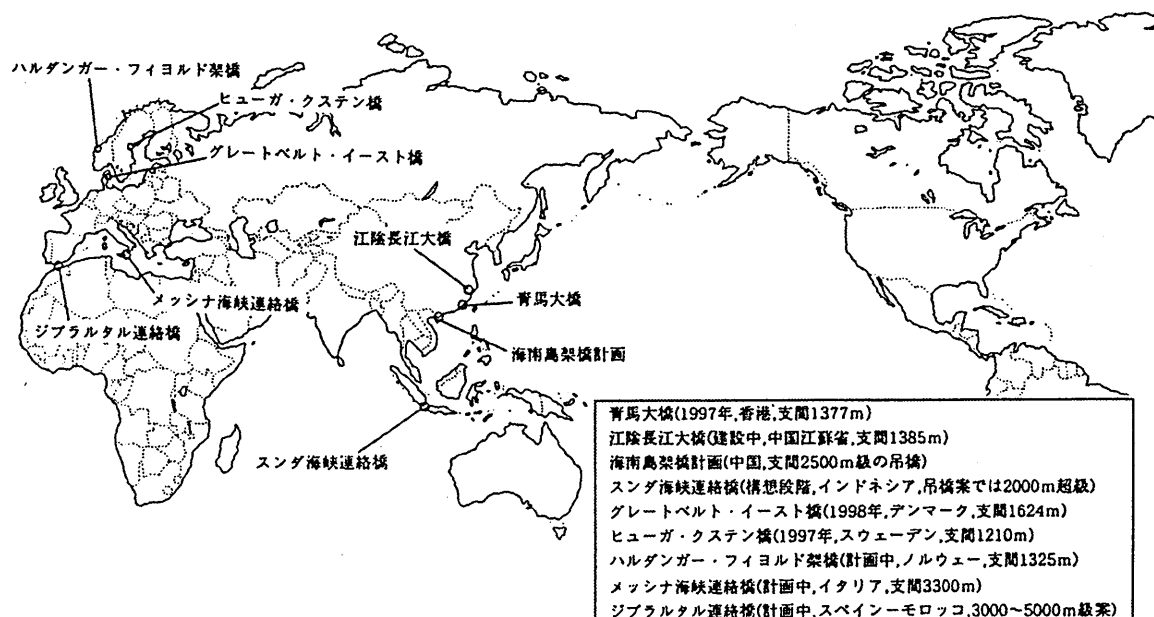 ハルダンガー・フィヨルド架橋
ヒューガ・クステン橋
グレートベルト・イースト橋
江陰長江大橋
青馬大橋
メッシナ海峡連絡橋
ジブラルタル連絡橋
海南島架橋計画
スンダ海峡連絡橋
青馬大橋(1997年,香港,支間1377m)
江陰長江大橋(建設中,中国江蘇省,支間1385m)
海南島架橋計画(中国,支間2500m級の吊橋)
スンダ海峡連絡橋(構想段階,インドネシア,吊橋案では2000m超級)
グレートベルト・イースト橋(1998年,デンマーク,支間1624m)
ヒューガ・クステン橋(1997年,スウェーデン,支間1210m)
ハルダンガー・フィヨルド架橋(計画中,ノルウェー,支間1325m)
メッシナ海峡連絡橋(計画中,イタリア,支間3300m)
ジブラルタル連絡橋(計画中,スペイン−モロッコ,3000〜5000m級案)